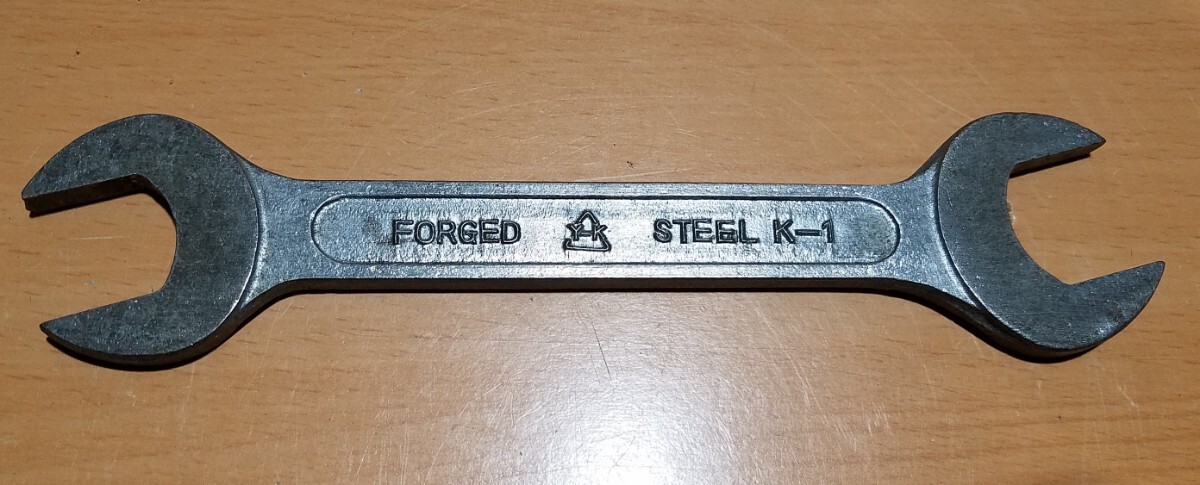 FORGED Y-K STEEL K-1